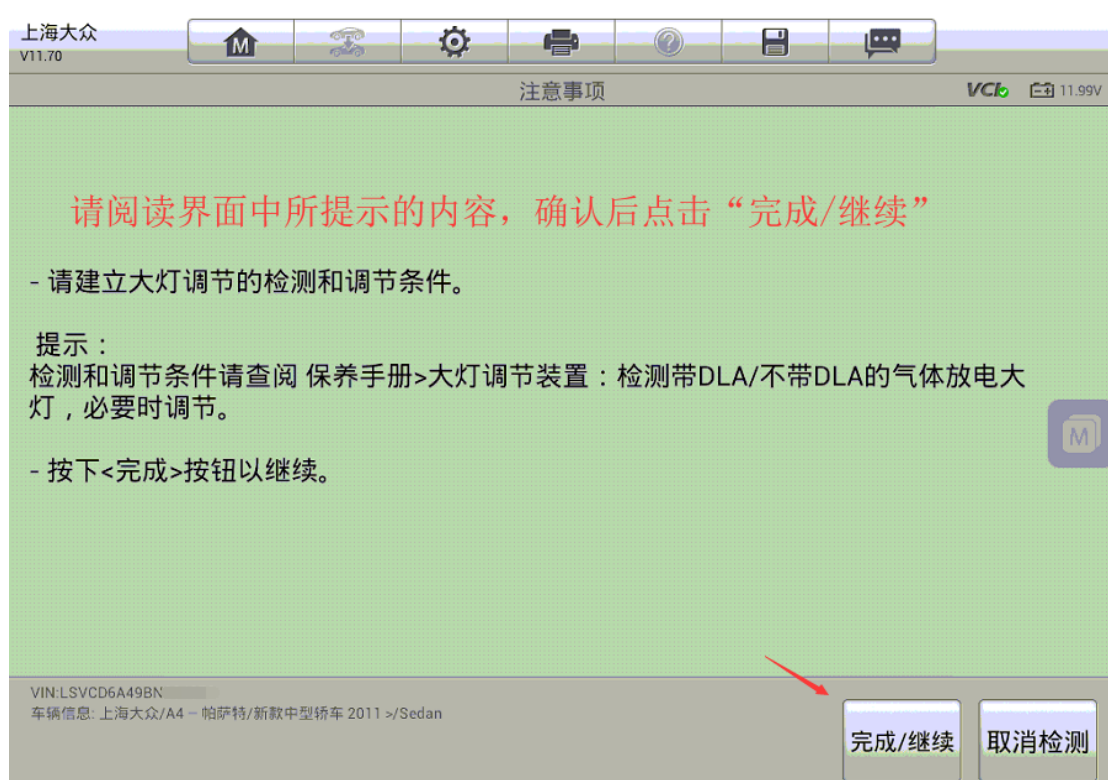 上海大众
V11.70
M
注意事项
VCI
11.99V
请阅读界面中所提示的内容，确认后点击“完成/继续”
- 请建立大灯调节的检测和调节条件。
提示：
检测和调节条件请查阅 保养手册>大灯调节装置：检测带DLA/不带DLA的气体放电大
灯，必要时调节。
M
- 按下<完成>按钮以继续。
VIN:LSVCD6A49BN
车辆信息: 上海大众/A4 – 帕萨特/新款中型轿车 2011 >/Sedan
完成/继续
取消检测